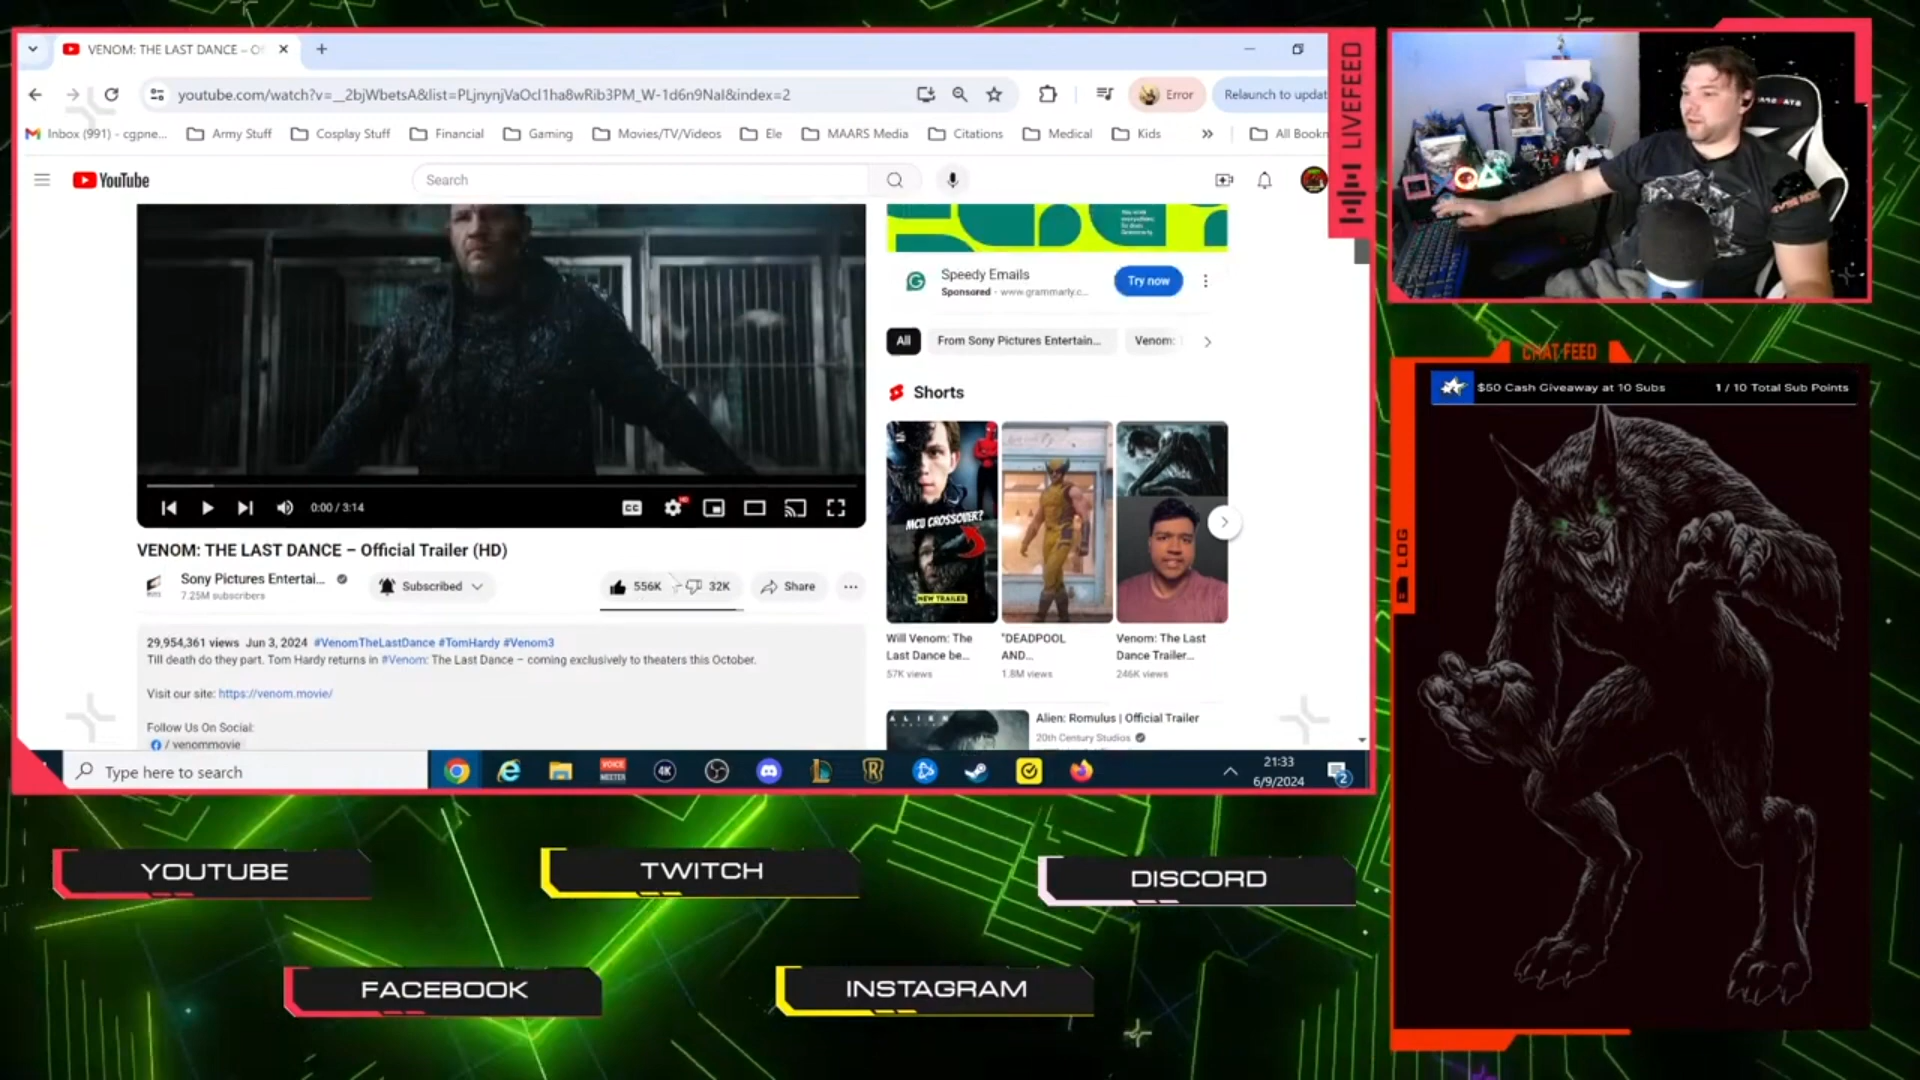 VENOM: THE LAST DANCE – O
youtube.com/watch?v=__2bjWbetsA&list=PLjnynjVaOcl1ha8wRib3PM_W-1d6n9Nal&index=2
Error
Relaunch to updat
Inbox (991) - cgpne...
Army Stuff
Cosplay Stuff
Financial
Gaming
Movies/TV/Videos
Ele
MAARS Media
Citations
Medical
Kids
All Bookn
LIVEFEED
YouTube
Search
Speedy Emails
Sponsored · www.grammarly.c...
Try now
All
From Sony Pictures Entertain...
Venom:
Shorts
MCU CROSSOVER?
NEW TRAILER
Will Venom: The
Last Dance be...
57K views
"DEADPOOL
AND...
1.8M views
Venom: The Last
Dance Trailer...
246K views
0:00 / 3:14
CC
HD
VENOM: THE LAST DANCE – Official Trailer (HD)
Sony Pictures Entertai...
7.25M subscribers
Subscribed
556K
32K
Share
29,954,361 views Jun 3, 2024 #VenomTheLastDance #TomHardy #Venom3
Till death do they part. Tom Hardy returns in #Venom: The Last Dance – coming exclusively to theaters this October.
Visit our site: https://venom.movie/
Follow Us On Social:
/ venommovie
ALIEN
Alien: Romulus | Official Trailer
20th Century Studios
Type here to search
VOICE
MEETER
4K
21:33
6/9/2024
2
CHAT FEED
$50 Cash Giveaway at 10 Subs
1 / 10 Total Sub Points
LOG
YOUTUBE
TWITCH
DISCORD
FACEBOOK
INSTAGRAM